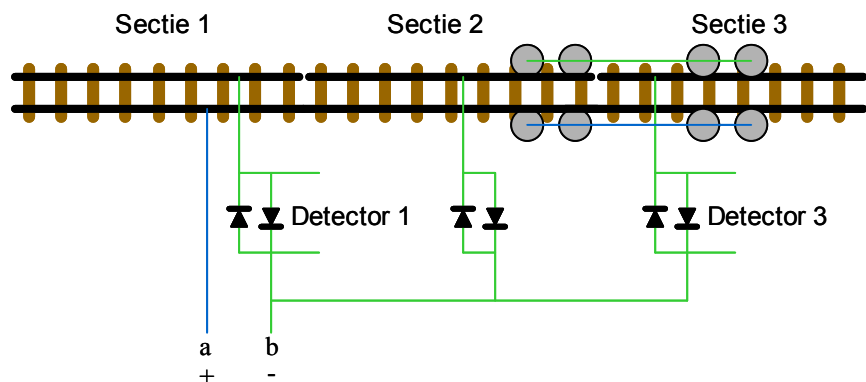 Sectie 1 Sectie 2 Sectie 3
Detector 1 Detector 3
a b
+ -